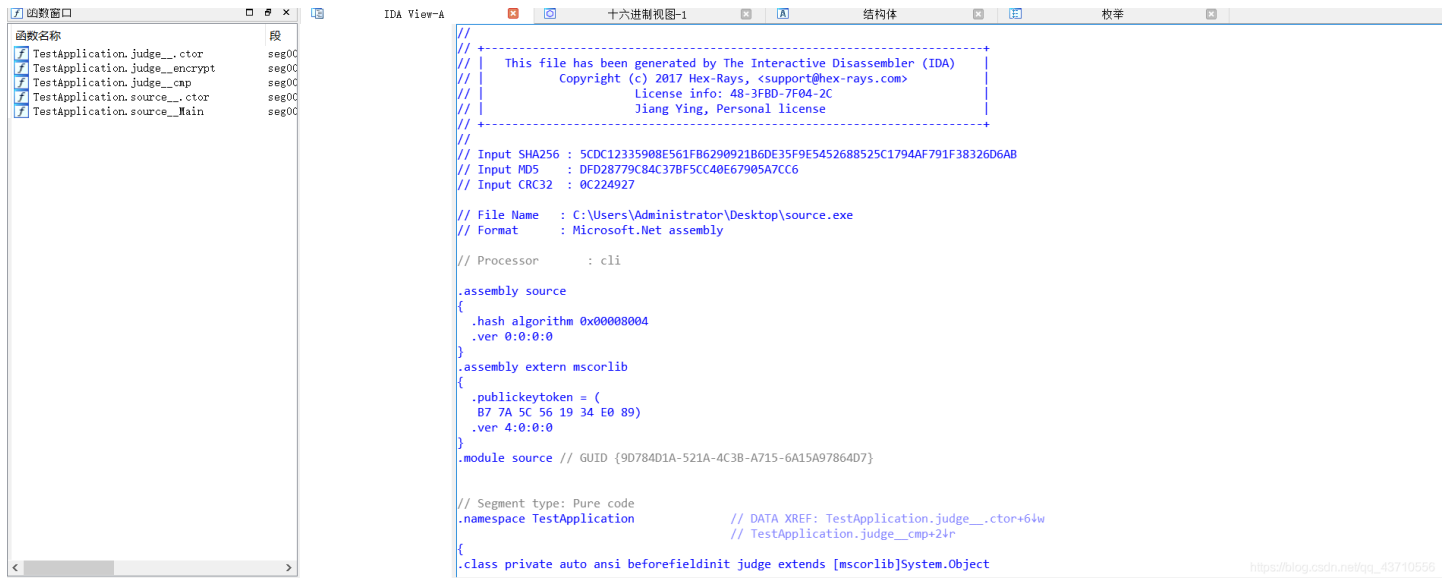 函数窗口
IDA View-A
十六进制视图-1
结构体
枚举
函数名称 段
TestApplication.judge__.ctor seg00
TestApplication.judge__encrypt seg00
TestApplication.judge__cmp seg00
TestApplication.source__.ctor seg00
TestApplication.source__Main seg00
//
// +-------------------------------------------------------------------------+
// | This file has been generated by The Interactive Disassembler (IDA) |
// | Copyright (c) 2017 Hex-Rays, <support@hex-rays.com> |
// | License info: 48-3FBD-7F04-2C |
// | Jiang Ying, Personal license |
// +-------------------------------------------------------------------------+
//
// Input SHA256 : 5CDC12335908E561FB6290921B6DE35F9E5452688525C1794AF791F38326D6AB
// Input MD5 : DFD28779C84C37BF5CC40E67905A7CC6
// Input CRC32 : 0C224927
// File Name : C:\Users\Administrator\Desktop\source.exe
// Format : Microsoft.Net assembly
// Processor : cli
.assembly source
{
.hash algorithm 0x00008004
.ver 0:0:0:0
}
.assembly extern mscorlib
{
.publickeytoken = (
B7 7A 5C 56 19 34 E0 89)
.ver 4:0:0:0
}
.module source // GUID {9D784D1A-521A-4C3B-A715-6A15A97864D7}
// Segment type: Pure code
.namespace TestApplication // DATA XREF: TestApplication.judge__.ctor+6↓w
// TestApplication.judge__cmp+2↓r
{
.class private auto ansi beforefieldinit judge extends [mscorlib]System.Object
https://blog.csdn.net/qq_43710556